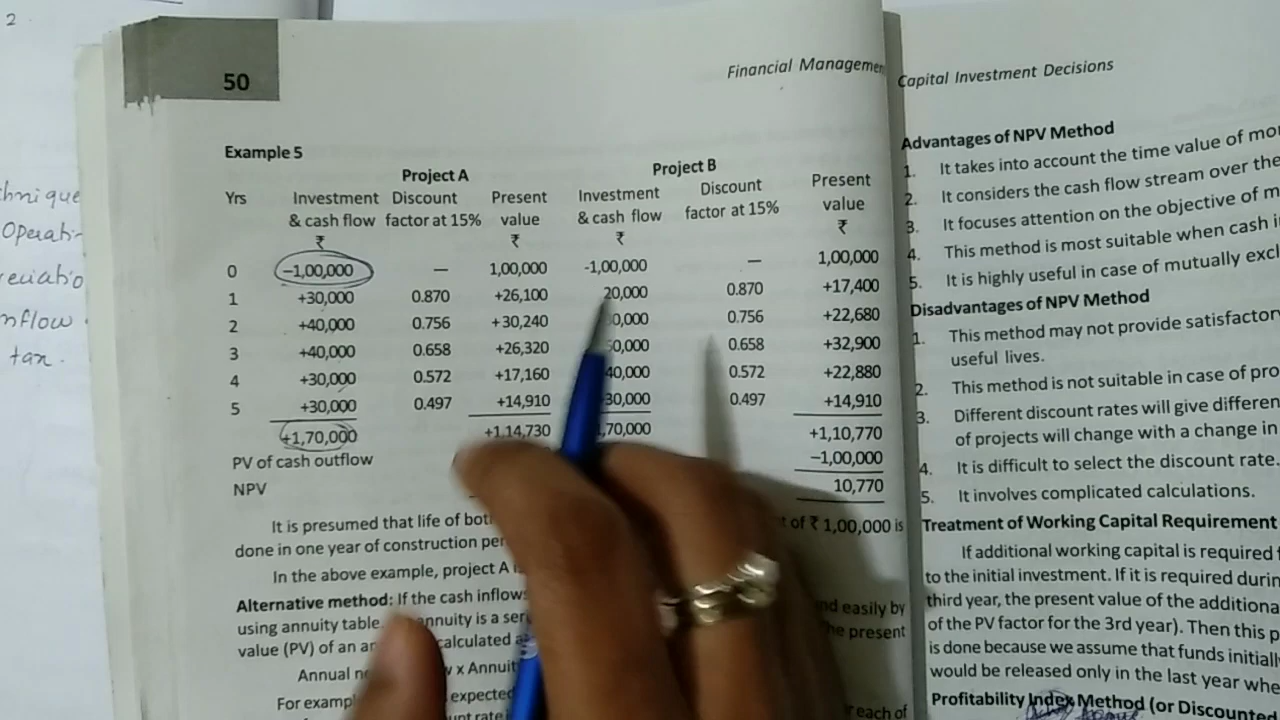 2
chnique
Operati
reciatio
nflow
tax.
50
Financial Managemen
Example 5
Project A Project B
Yrs Investment Discount Present Investment Discount Present
& cash flow factor at 15% value & cash flow factor at 15% value
₹ ₹ ₹ ₹
0 –1,00,000 — 1,00,000 -1,00,000 — 1,00,000
1 +30,000 0.870 +26,100 20,000 0.870 +17,400
2 +40,000 0.756 +30,240 0,000 0.756 +22,680
3 +40,000 0.658 +26,320 0,000 0.658 +32,900
4 +30,000 0.572 +17,160 40,000 0.572 +22,880
5 +30,000 0.497 +14,910 30,000 0.497 +14,910
+1,70,000 +1,14,730 ,70,000 +1,10,770
PV of cash outflow –1,00,000
NPV 10,770
It is presumed that life of bot t of ₹ 1,00,000 is
done in one year of construction per
In the above example, project A
Alternative method: If the cash inflows nd easily by
using annuity table. annuity is a ser he present
value (PV) of an an calculated a
Annual n w x Annuit
For examp expected each of
unt rate
Capital Investment Decisions
Advantages of NPV Method
1. It takes into account the time value of mo
2. It considers the cash flow stream over the
3. It focuses attention on the objective of m
4. This method is most suitable when cash i
5. It is highly useful in case of mutually excl
Disadvantages of NPV Method
1. This method may not provide satisfactor
useful lives.
2. This method is not suitable in case of pro
3. Different discount rates will give differen
of projects will change with a change in
4. It is difficult to select the discount rate.
5. It involves complicated calculations.
Treatment of Working Capital Requirement
If additional working capital is required f
to the initial investment. If it is required durin
third year, the present value of the additiona
of the PV factor for the 3rd year). Then this p
is done because we assume that funds initiall
would be released only in the last year whe
Profitability Index Method (or Discounted